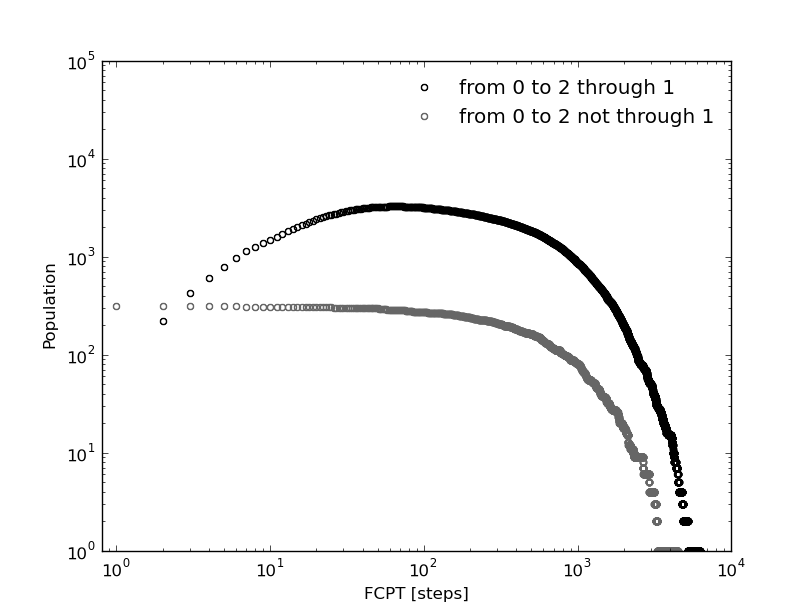 10^5
10^4
10^3
10^2
10^1
10^0
Population
from 0 to 2 through 1
from 0 to 2 not through 1
10^0 10^1 10^2 10^3 10^4
FCPT [steps]